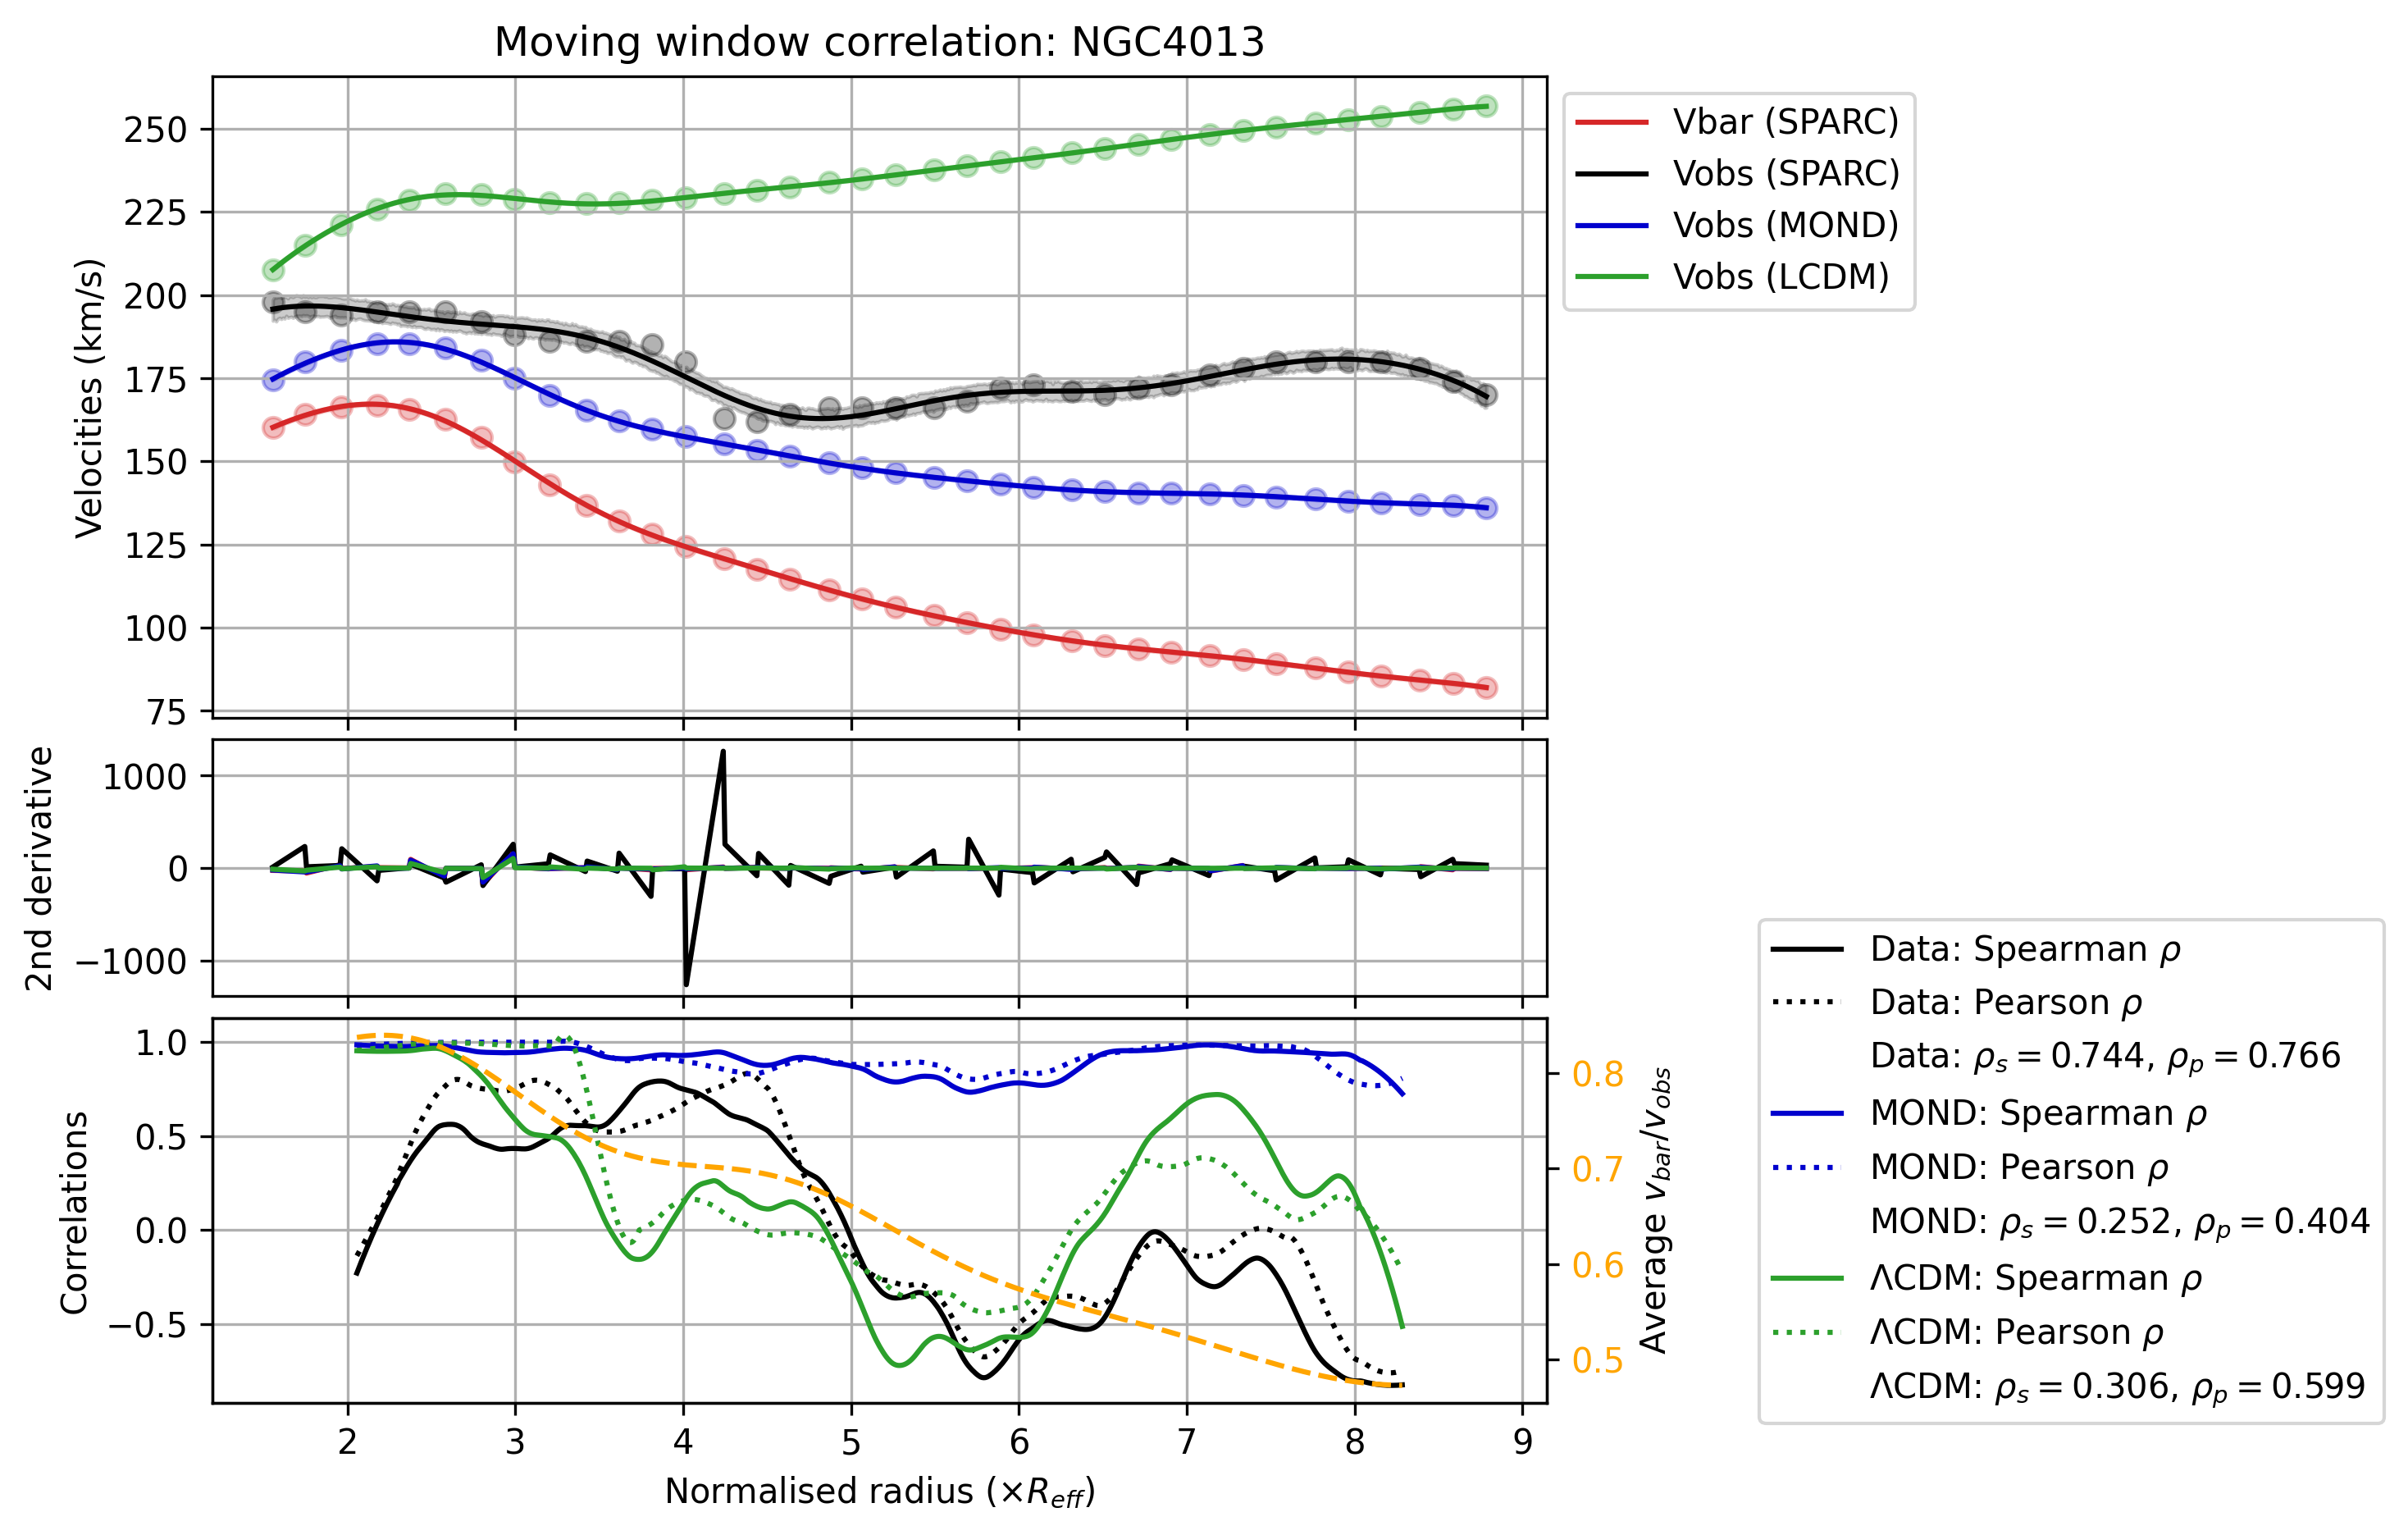 Moving window correlation: NGC4013
250
225
200
175
150
125
100
75
Velocities (km/s)
Vbar (SPARC)
Vobs (SPARC)
Vobs (MOND)
Vobs (LCDM)
1000
0
−1000
2nd derivative
1.0
0.5
0.0
−0.5
Correlations
0.8
0.7
0.6
0.5
Average v_bar/v_obs
2 3 4 5 6 7 8 9
Normalised radius (×R_eff)
Data: Spearman ρ
Data: Pearson ρ
Data: ρ_s = 0.744, ρ_p = 0.766
MOND: Spearman ρ
MOND: Pearson ρ
MOND: ρ_s = 0.252, ρ_p = 0.404
ΛCDM: Spearman ρ
ΛCDM: Pearson ρ
ΛCDM: ρ_s = 0.306, ρ_p = 0.599